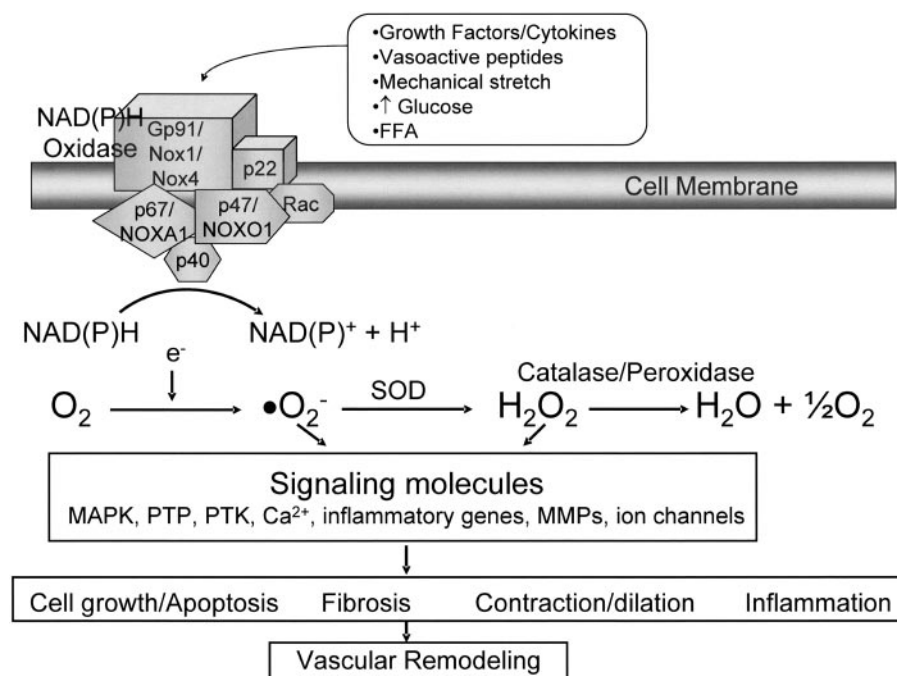 •Growth Factors/Cytokines
•Vasoactive peptides
•Mechanical stretch
•↑ Glucose
•FFA
NAD(P)H
Oxidase
Gp91/
Nox1/
Nox4
p22
Cell Membrane
p67/
NOXA1
p47/
NOXO1
Rac
p40
NAD(P)H
NAD(P)⁺ + H⁺
e⁻
O₂
•O₂⁻
SOD
H₂O₂
Catalase/Peroxidase
H₂O + ½O₂
Signaling molecules
MAPK, PTP, PTK, Ca²⁺, inflammatory genes, MMPs, ion channels
Cell growth/Apoptosis Fibrosis Contraction/dilation Inflammation
Vascular Remodeling